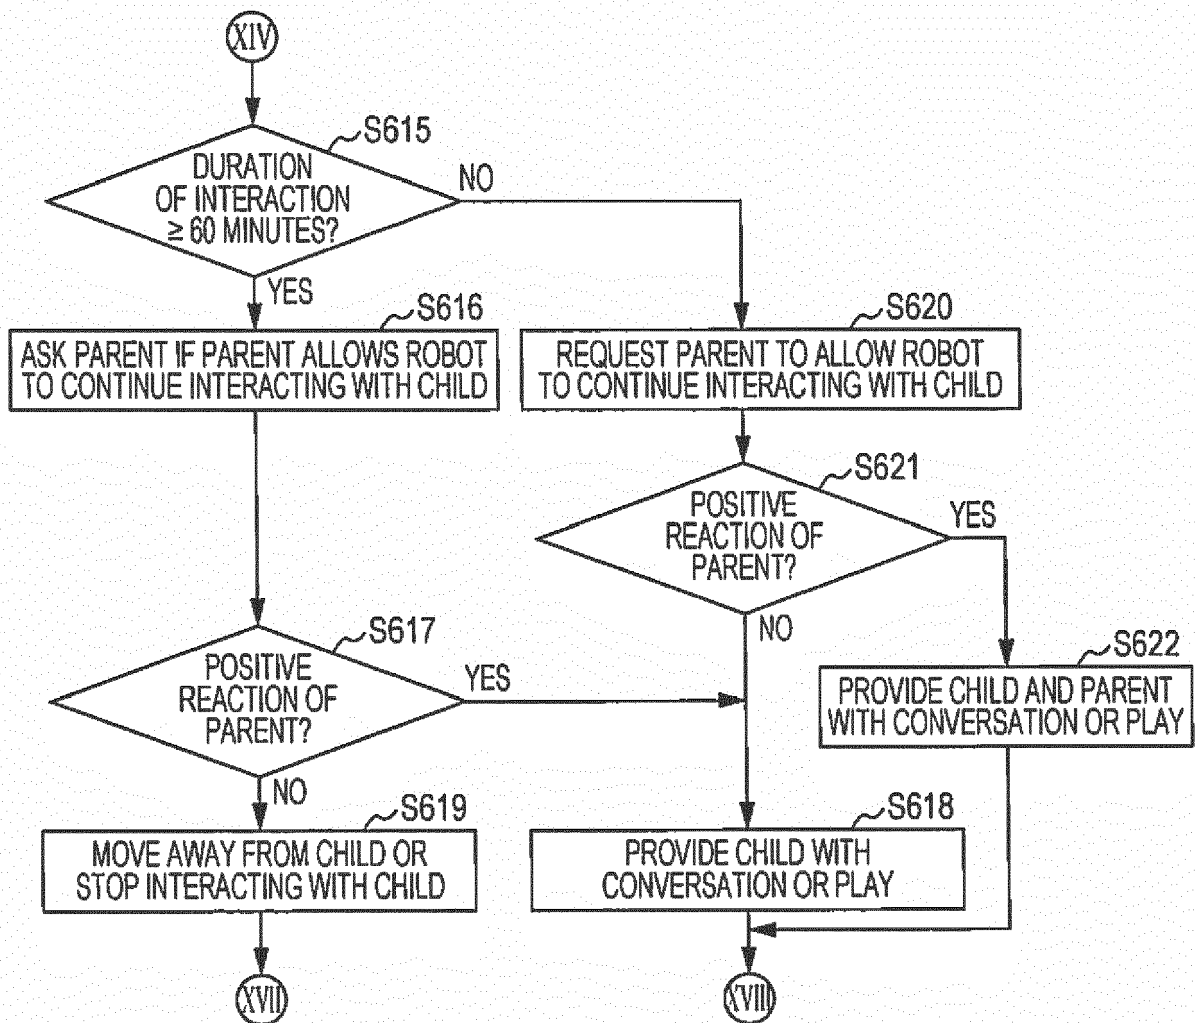 XIV
S615
DURATION
OF INTERACTION
≥ 60 MINUTES?
NO
YES
S616
ASK PARENT IF PARENT ALLOWS ROBOT
TO CONTINUE INTERACTING WITH CHILD
S620
REQUEST PARENT TO ALLOW ROBOT
TO CONTINUE INTERACTING WITH CHILD
S621
POSITIVE
REACTION OF
PARENT?
YES
NO
S617
POSITIVE
REACTION OF
PARENT?
YES
NO
S622
PROVIDE CHILD AND PARENT
WITH CONVERSATION OR PLAY
S619
MOVE AWAY FROM CHILD OR
STOP INTERACTING WITH CHILD
S618
PROVIDE CHILD WITH
CONVERSATION OR PLAY
XVII
XVIII